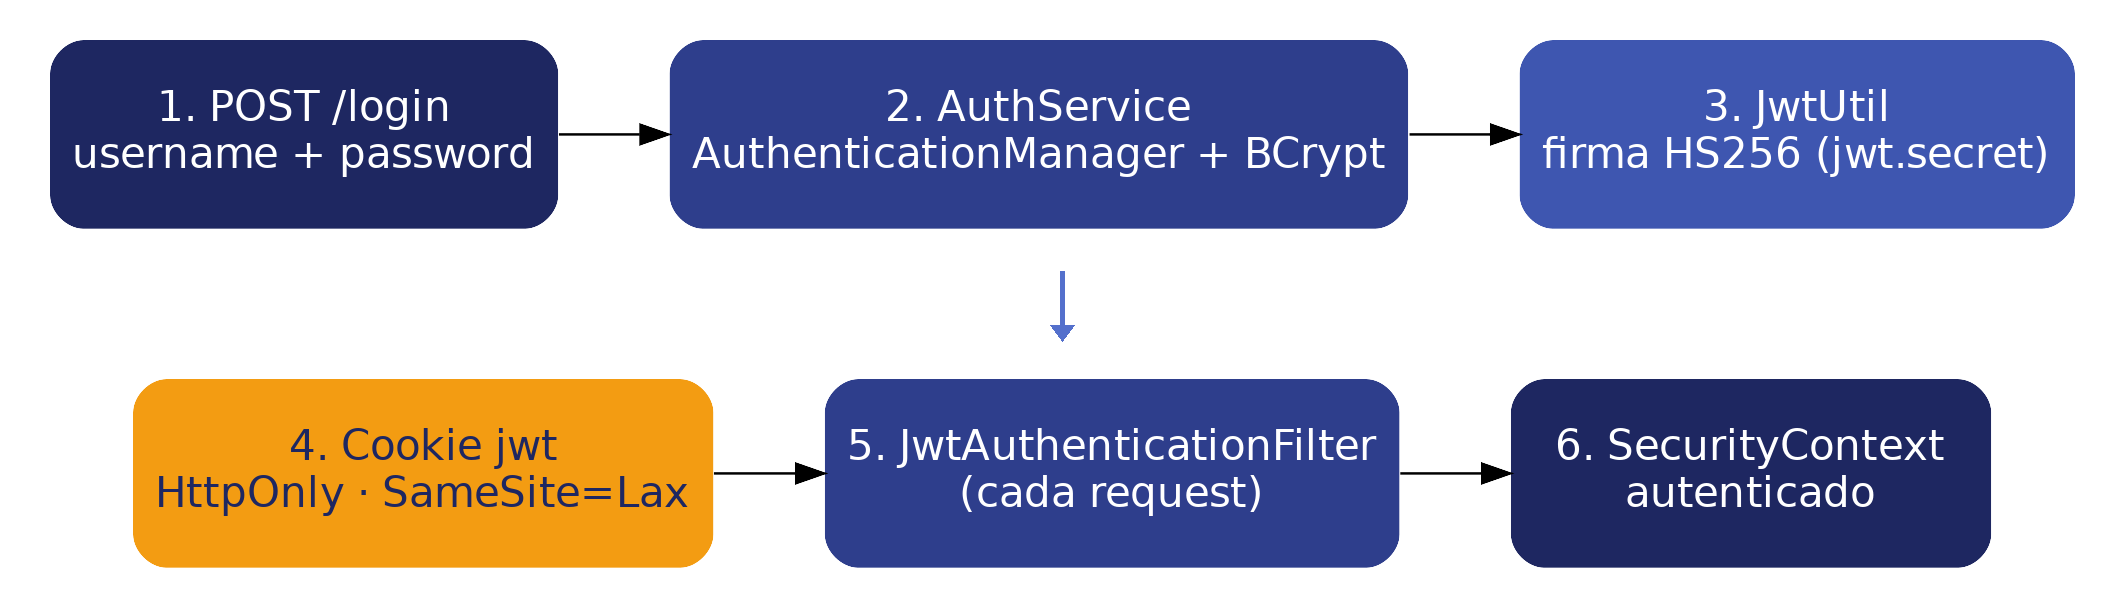 1. POST /login
username + password
2. AuthService
AuthenticationManager + BCrypt
3. JwtUtil
firma HS256 (jwt.secret)
4. Cookie jwt
HttpOnly · SameSite=Lax
5. JwtAuthenticationFilter
(cada request)
6. SecurityContext
autenticado